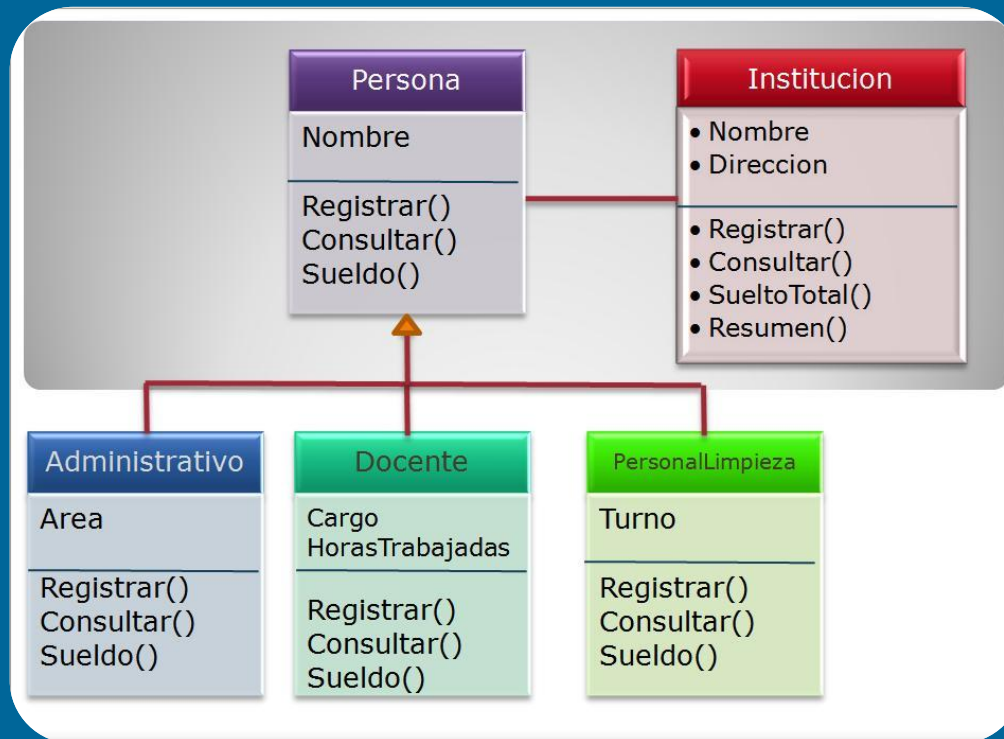 Persona
Nombre
Registrar()
Consultar()
Sueldo()
Institucion
• Nombre
• Direccion
• Registrar()
• Consultar()
• SueltoTotal()
• Resumen()
Administrativo
Area
Registrar()
Consultar()
Sueldo()
Docente
Cargo
HorasTrabajadas
Registrar()
Consultar()
Sueldo()
PersonalLimpieza
Turno
Registrar()
Consultar()
Sueldo()